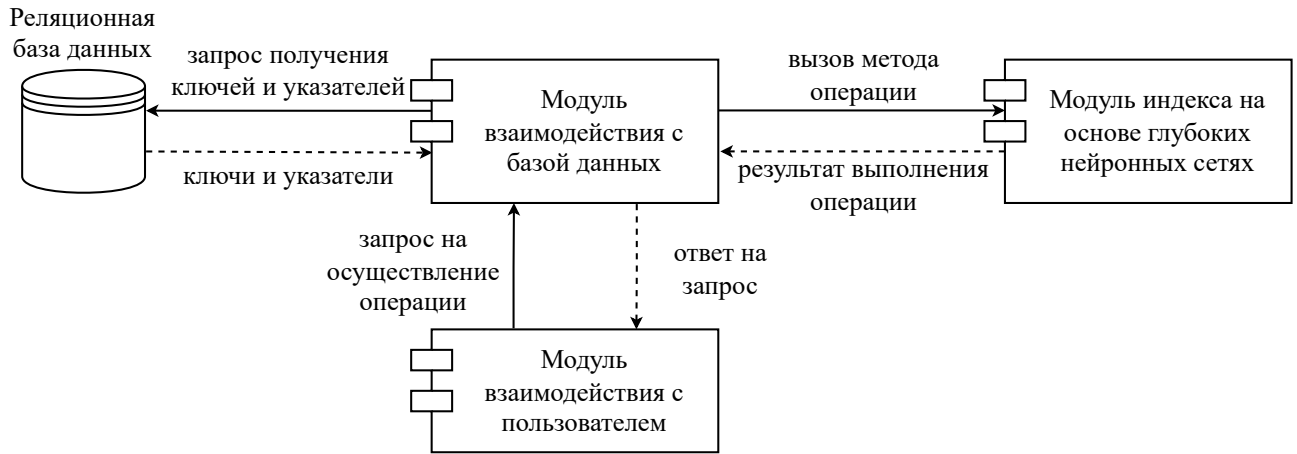 Реляционная
база данных
запрос получения
ключей и указателей
ключи и указатели
Модуль
взаимодействия с
базой данных
вызов метода
операции
результат выполнения
операции
Модуль индекса на
основе глубоких
нейронных сетях
запрос на
осуществление
операции
ответ на
запрос
Модуль
взаимодействия с
пользователем